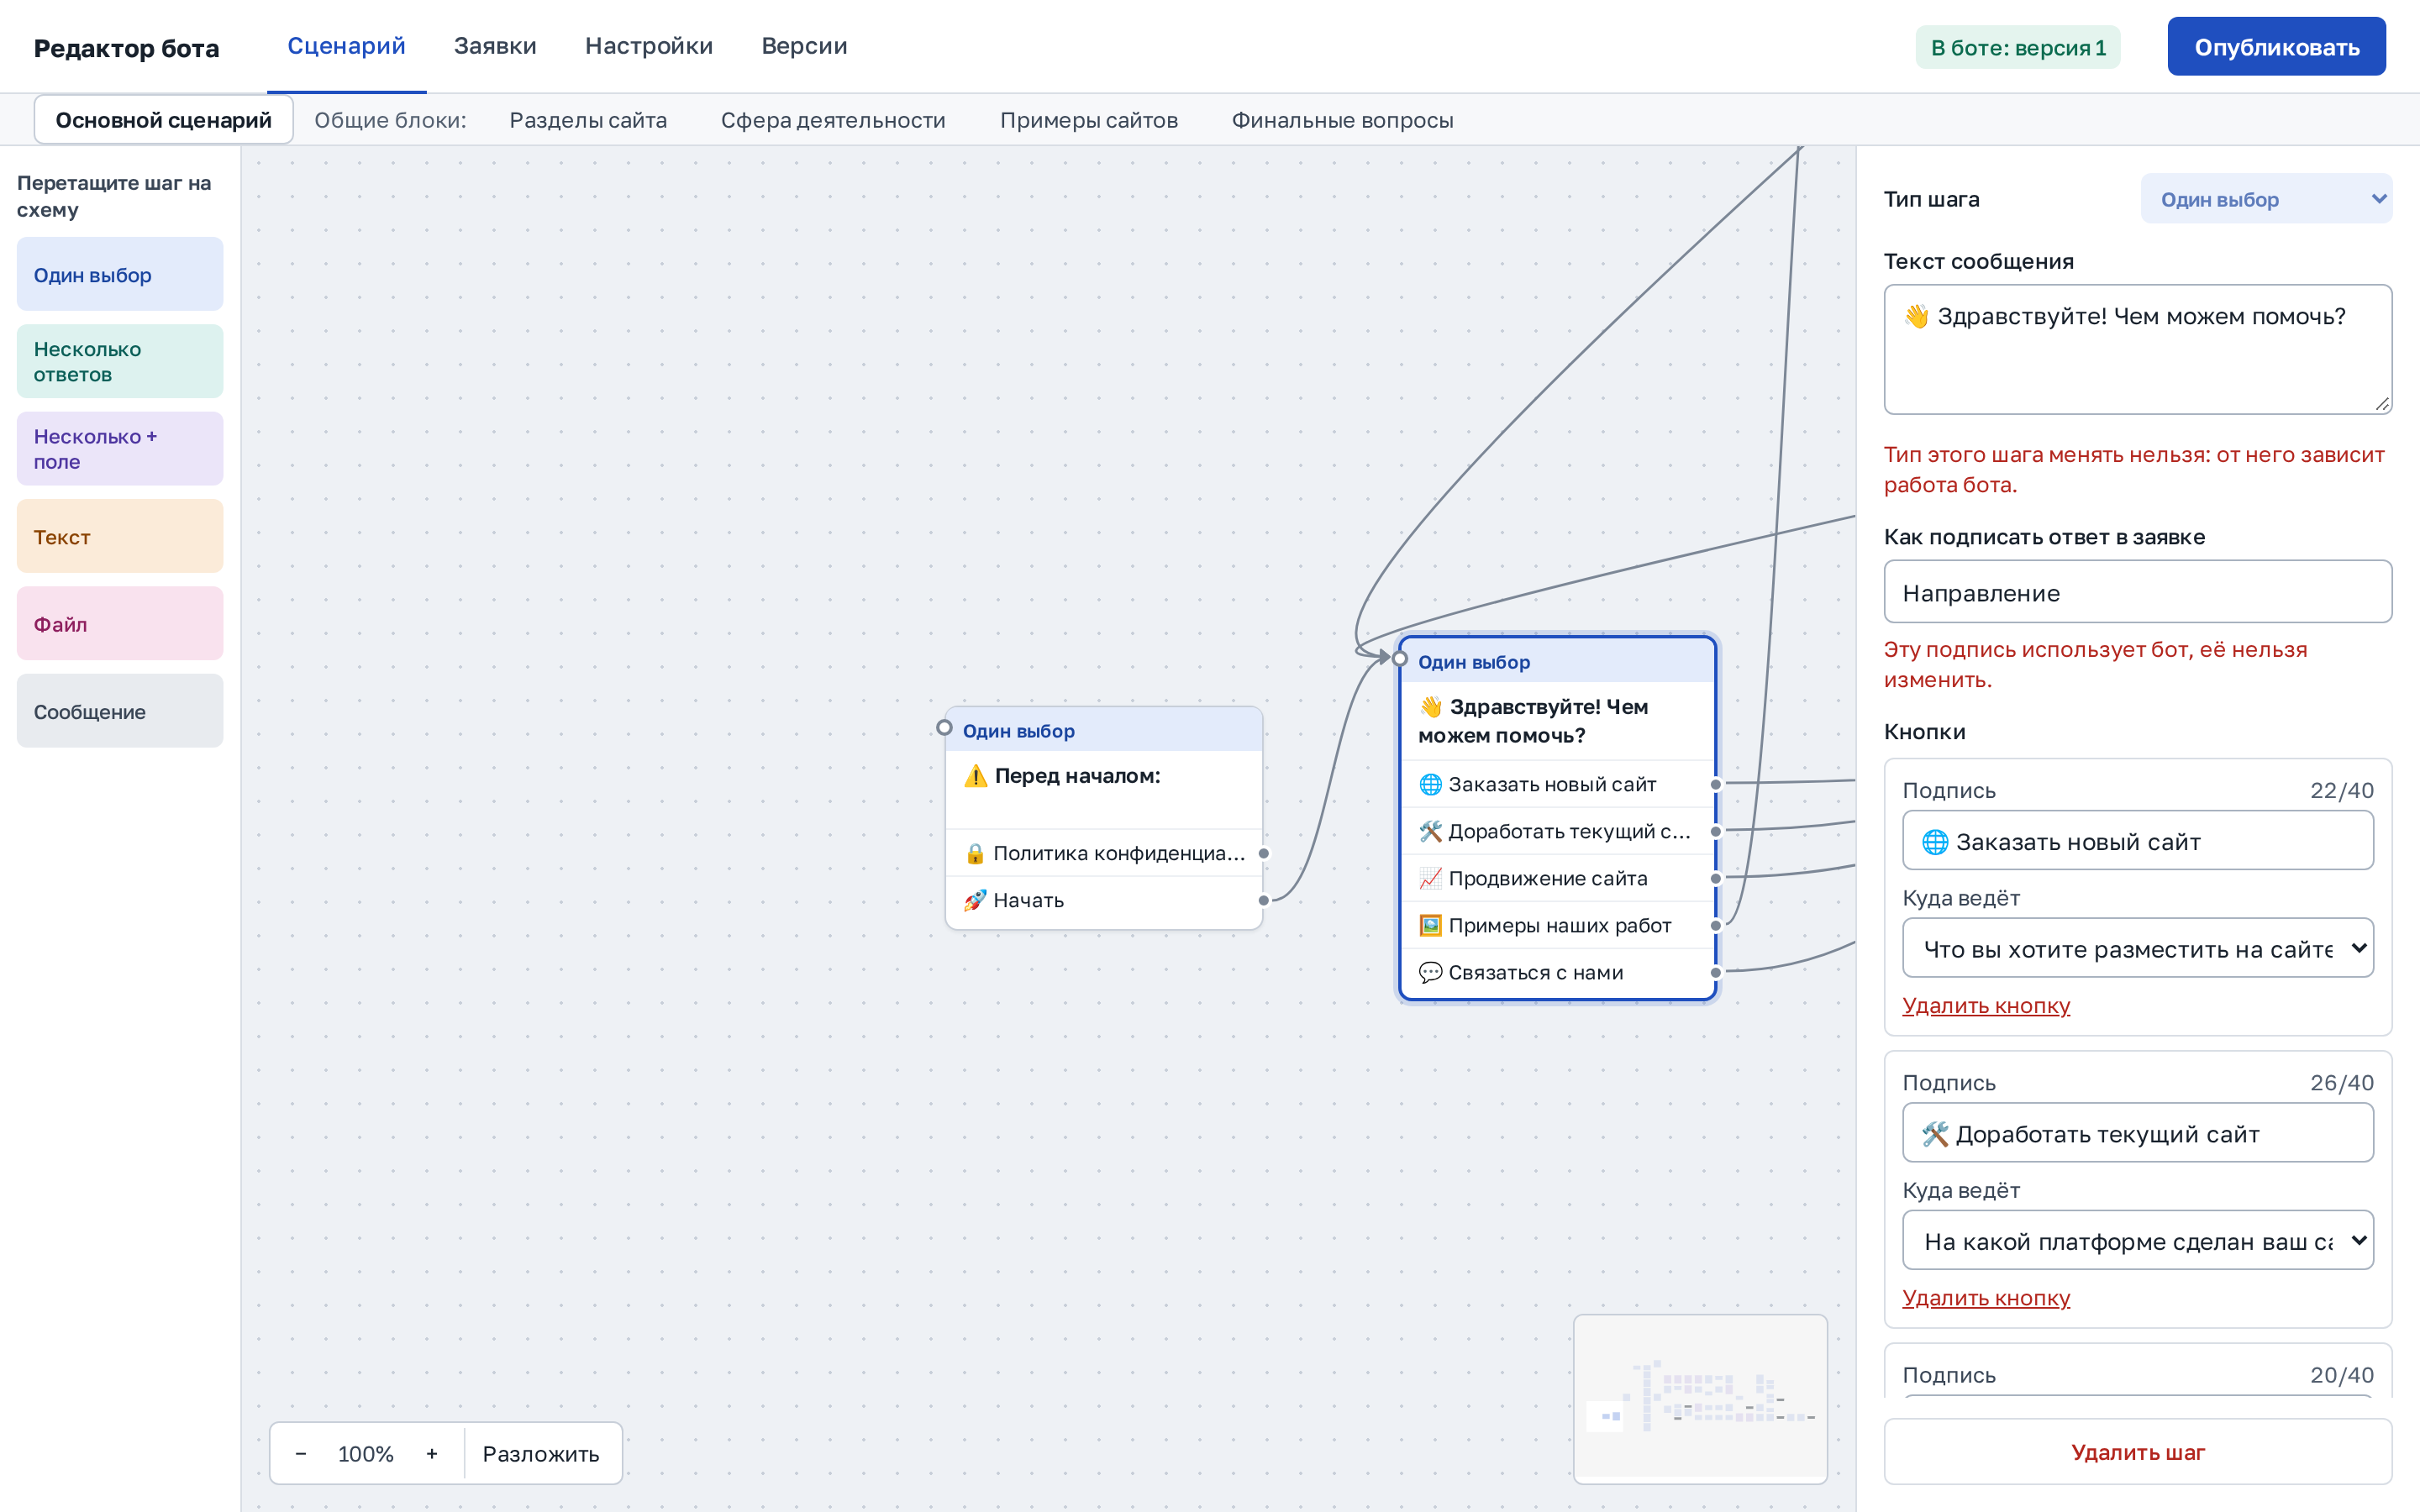 Редактор бота
Сценарий
Заявки
Настройки
Версии
В боте: версия 1
Опубликовать
Основной сценарий
Общие блоки:
Разделы сайта
Сфера деятельности
Примеры сайтов
Финальные вопросы
Перетащите шаг на
схему
Один выбор
Несколько
ответов
Несколько +
поле
Текст
Файл
Сообщение
Один выбор
⚠️ Перед началом:
🔒 Политика конфиденциа...
🚀 Начать
Один выбор
👋 Здравствуйте! Чем
можем помочь?
🌐 Заказать новый сайт
🛠️ Доработать текущий с...
📈 Продвижение сайта
🖼️ Примеры наших работ
💬 Связаться с нами
− 100% +
Разложить
Тип шага
Один выбор
Текст сообщения
👋 Здравствуйте! Чем можем помочь?
Тип этого шага менять нельзя: от него зависит
работа бота.
Как подписать ответ в заявке
Направление
Эту подпись использует бот, её нельзя
изменить.
Кнопки
Подпись 22/40
🌐 Заказать новый сайт
Куда ведёт
Что вы хотите разместить на сайте
Удалить кнопку
Подпись 26/40
🛠️ Доработать текущий сайт
Куда ведёт
На какой платформе сделан ваш са
Удалить кнопку
Подпись 20/40
Удалить шаг